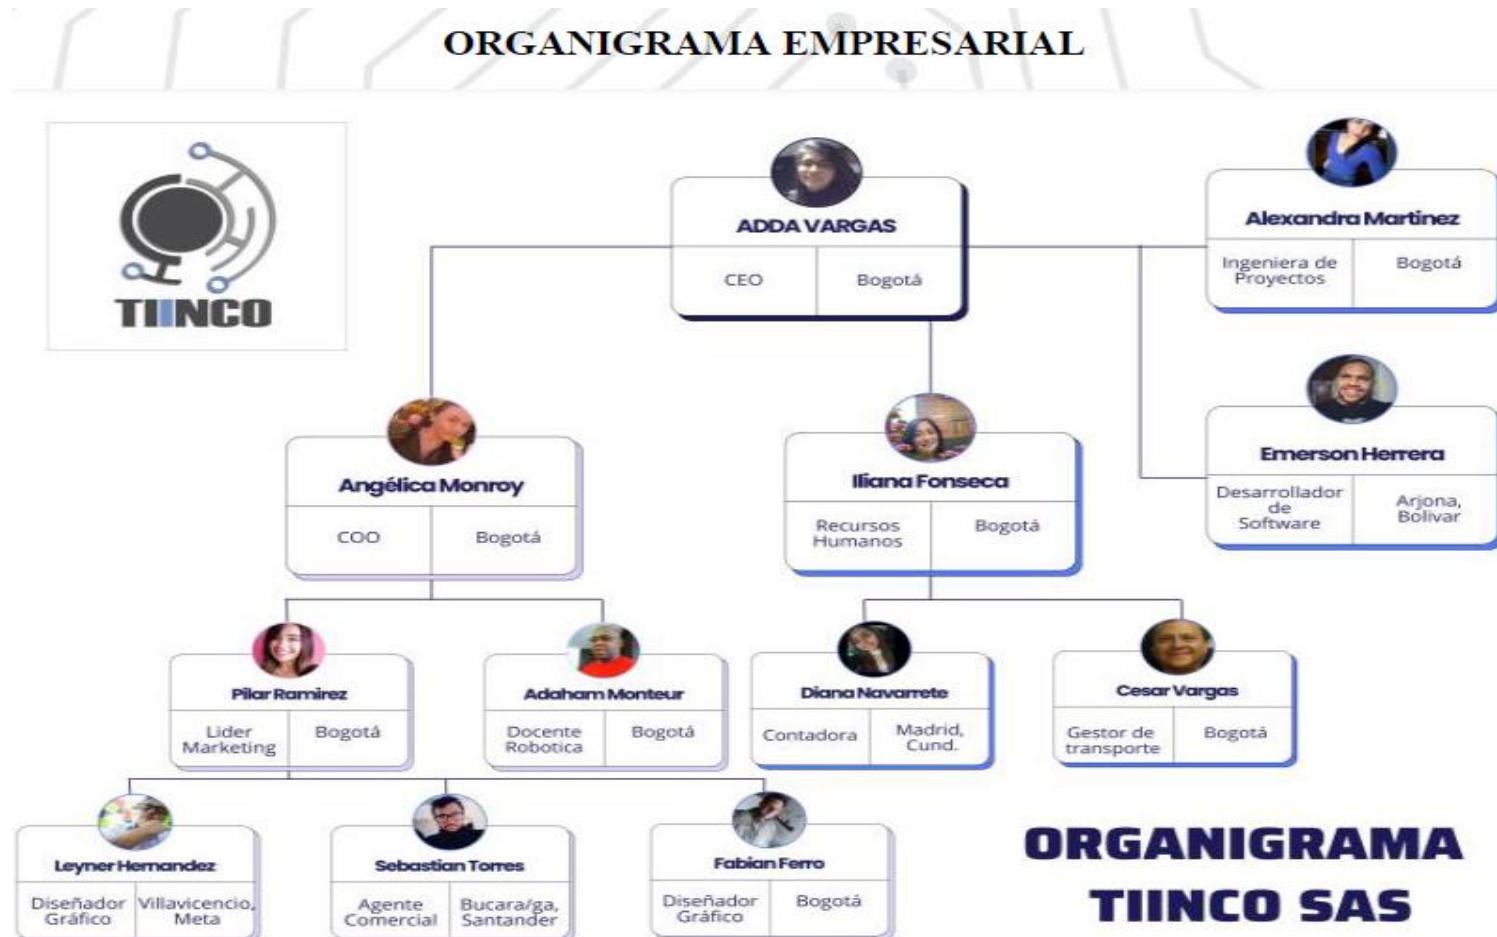 ORGANIGRAMA EMPRESARIAL
TIINCO
ADDA VARGAS
CEO
Bogotá
Alexandra Martinez
Ingeniera de
Proyectos
Bogotá
Emerson Herrera
Desarrollador
de
Software
Arjona,
Bolivar
Angélica Monroy
COO
Bogotá
Iliana Fonseca
Recursos
Humanos
Bogotá
Pilar Ramirez
Lider
Marketing
Bogotá
Adaham Monteur
Docente
Robotica
Bogotá
Diana Navarrete
Contadora
Madrid,
Cund.
Cesar Vargas
Gestor de
transporte
Bogotá
Leyner Hernandez
Diseñador
Gráfico
Villavicencio,
Meta
Sebastian Torres
Agente
Comercial
Bucara/ga,
Santander
Fabian Ferro
Diseñador
Gráfico
Bogotá
ORGANIGRAMA
TIINCO SAS